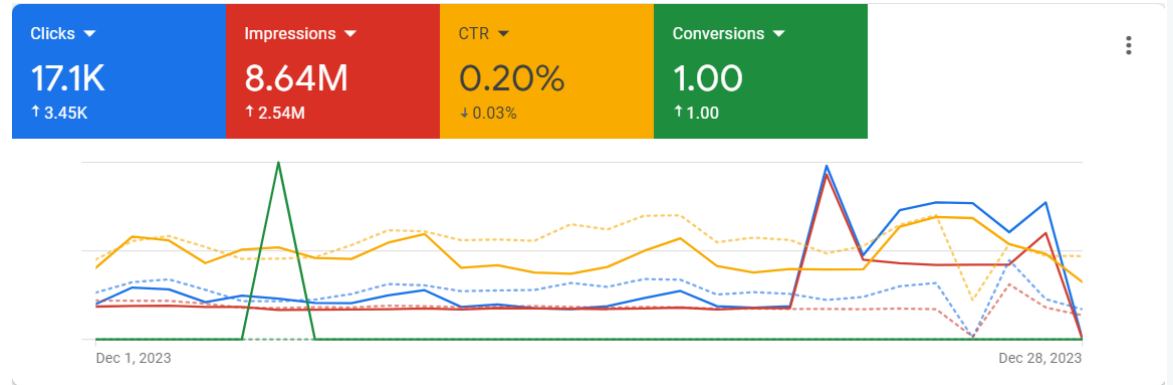 Clicks
Impressions
CTR
Conversions
17.1K
8.64M
0.20%
1.00
↑ 3.45K
↑ 2.54M
↓ 0.03%
↑ 1.00
Dec 1, 2023
Dec 28, 2023